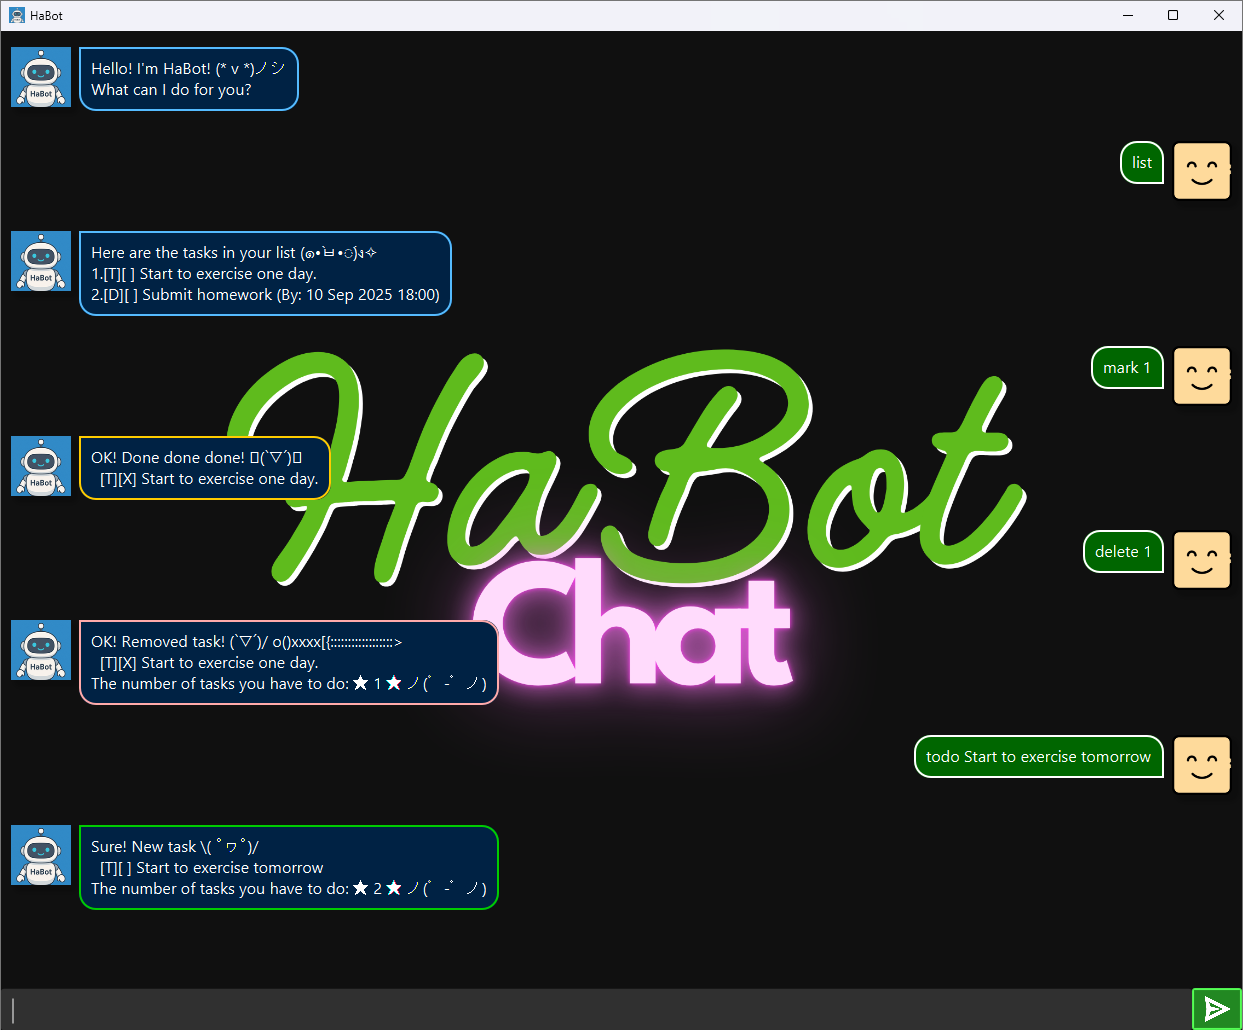 HaBot
Hello! I'm HaBot! (* v *)ノシ
What can I do for you?
list
Here are the tasks in your list (๑•̀ㅂ•́)ง✧
1.[T][ ] Start to exercise one day.
2.[D][ ] Submit homework (By: 10 Sep 2025 18:00)
mark 1
OK! Done done done! (`▽´)
[T][X] Start to exercise one day.
delete 1
OK! Removed task! (`▽´)/ o()xxxx[{::::::::::::::::::>
[T][X] Start to exercise one day.
The number of tasks you have to do: ★ 1 ★ ノ(゜-゜ノ)
todo Start to exercise tomorrow
Sure! New task \(゜ヮ゜)/
[T][ ] Start to exercise tomorrow
The number of tasks you have to do: ★ 2 ★ ノ(゜-゜ノ)
HaBot
Chat
HaBot
HaBot
HaBot
HaBot
HaBot